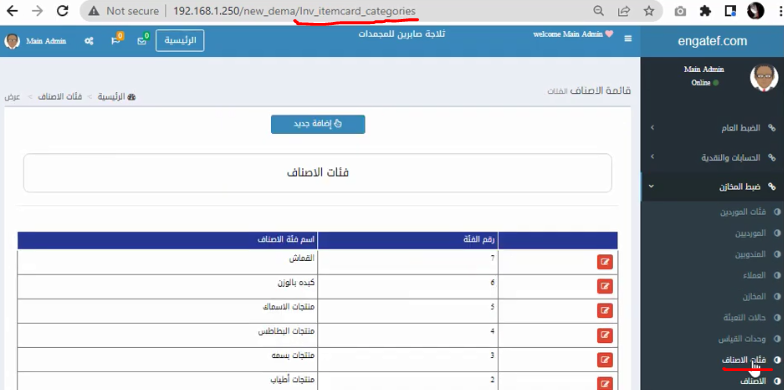 Not secure | 192.168.1.250/new_dema/Inv_itemcard_categories
engatef.com
welcome Main Admin
ثلاجة صابرين للمجمدات
الرئيسية
0
0
Main Admin
Main Admin
Online
قائمة الاصناف الفئات
الرئيسية > فئات الاصناف > عرض
إضافة جديد
فئات الاصناف
رقم الفئة اسم فئة الاصناف
7 القماش
6 كبده بالوزن
5 منتجات الاسماك
4 منتجات البطاطس
3 منتجات بسمه
2 منتجات أطياب
الضبط العام
الحسابات والنقدية
ضبط المخازن
فئات الموردين
الموردين
المندوبين
العملاء
المخازن
حالات التعبئة
وحدات القياس
فئات الاصناف
الاصناف